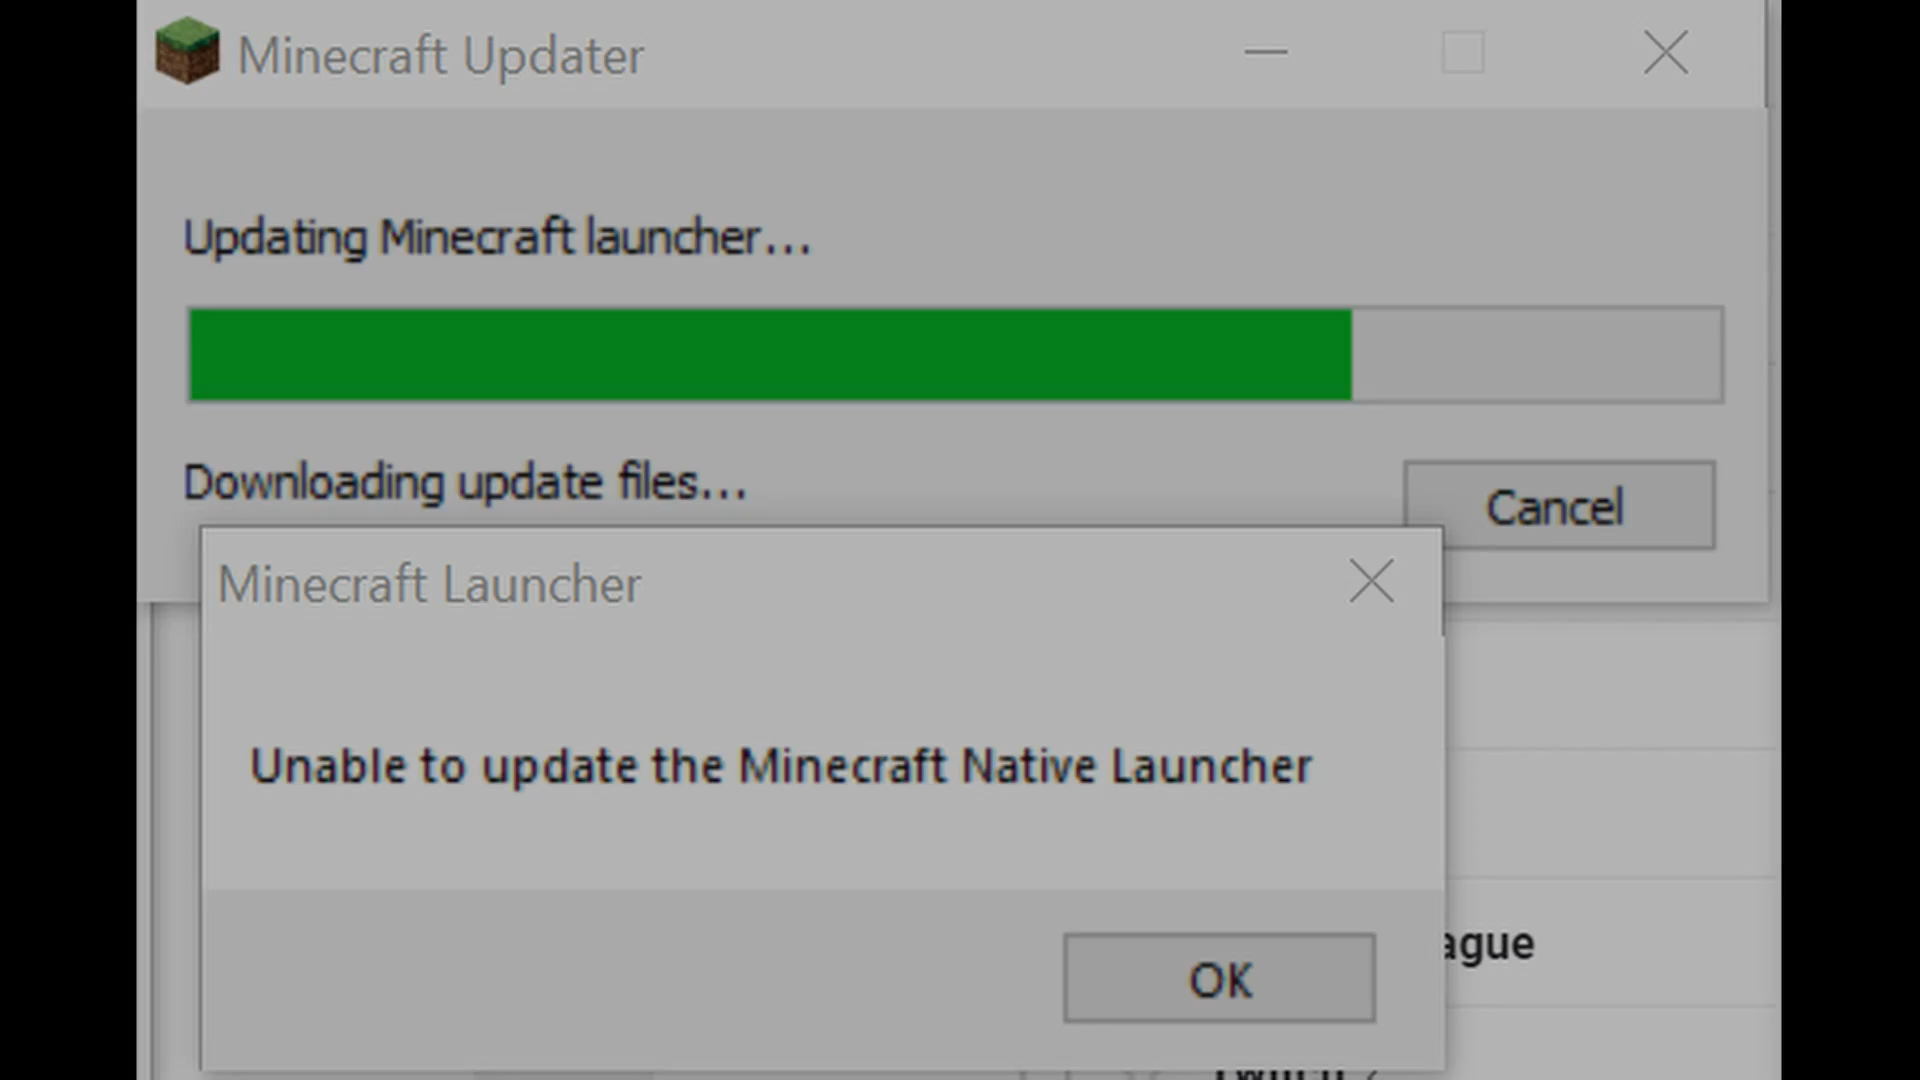 Minecraft Updater
Updating Minecraft launcher...
Downloading update files...
Cancel
Minecraft Launcher
Unable to update the Minecraft Native Launcher
OK
ague